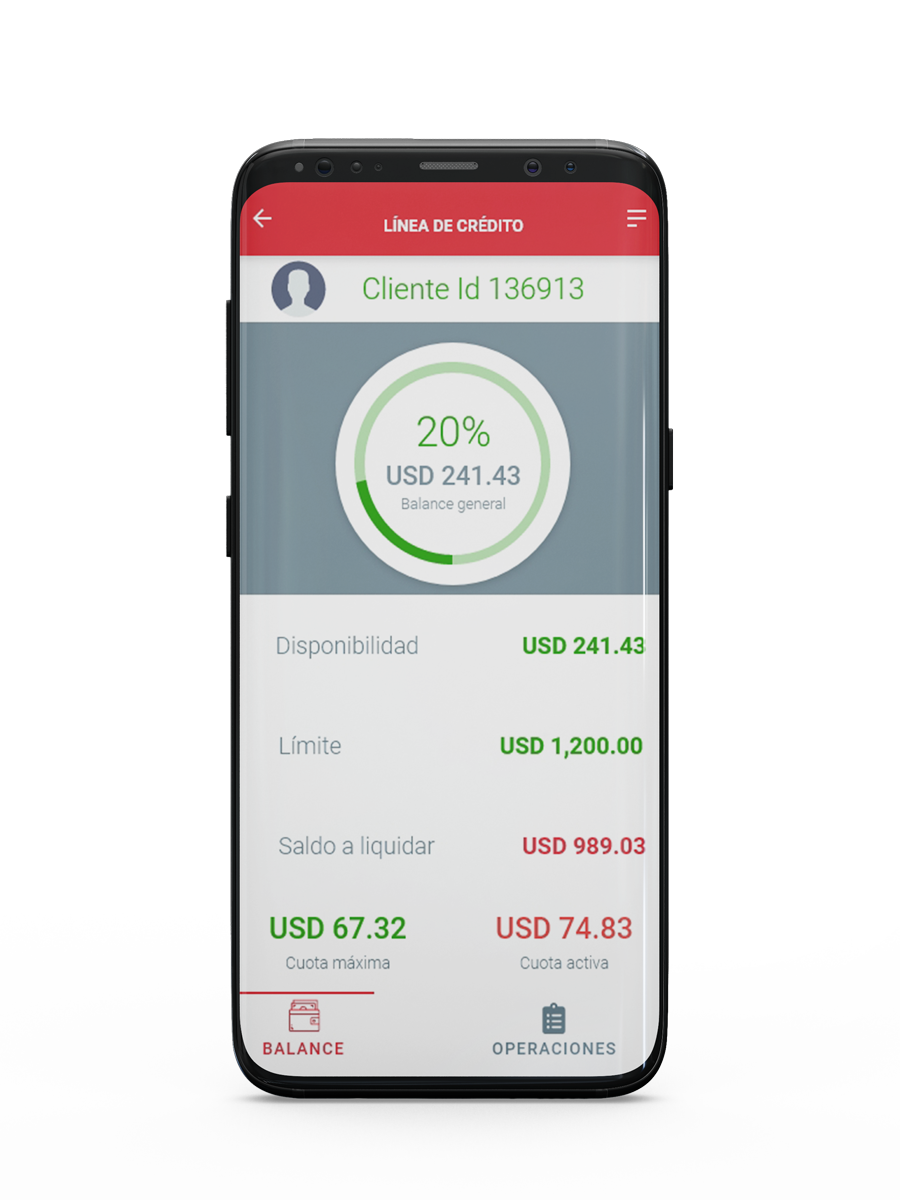 LÍNEA DE CRÉDITO
Cliente Id 136913
20%
USD 241.43
Balance general
Disponibilidad USD 241.43
Límite USD 1,200.00
Saldo a liquidar USD 989.03
USD 67.32 USD 74.83
Cuota máxima Cuota activa
BALANCE OPERACIONES